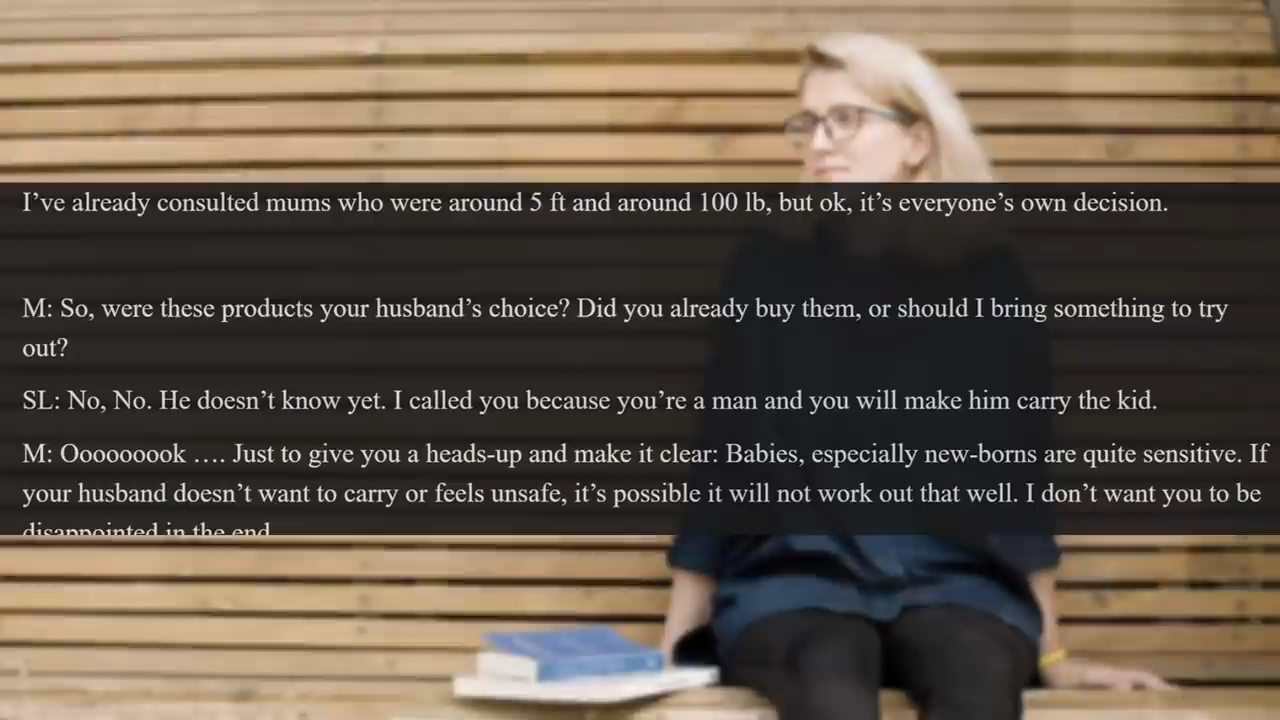 I’ve already consulted mums who were around 5 ft and around 100 lb, but ok, it’s everyone’s own decision.
M: So, were these products your husband’s choice? Did you already buy them, or should I bring something to try
out?
SL: No, No. He doesn’t know yet. I called you because you’re a man and you will make him carry the kid.
M: Ooooooook …. Just to give you a heads-up and make it clear: Babies, especially new-borns are quite sensitive. If
your husband doesn’t want to carry or feels unsafe, it’s possible it will not work out that well. I don’t want you to be
disappointed in the end